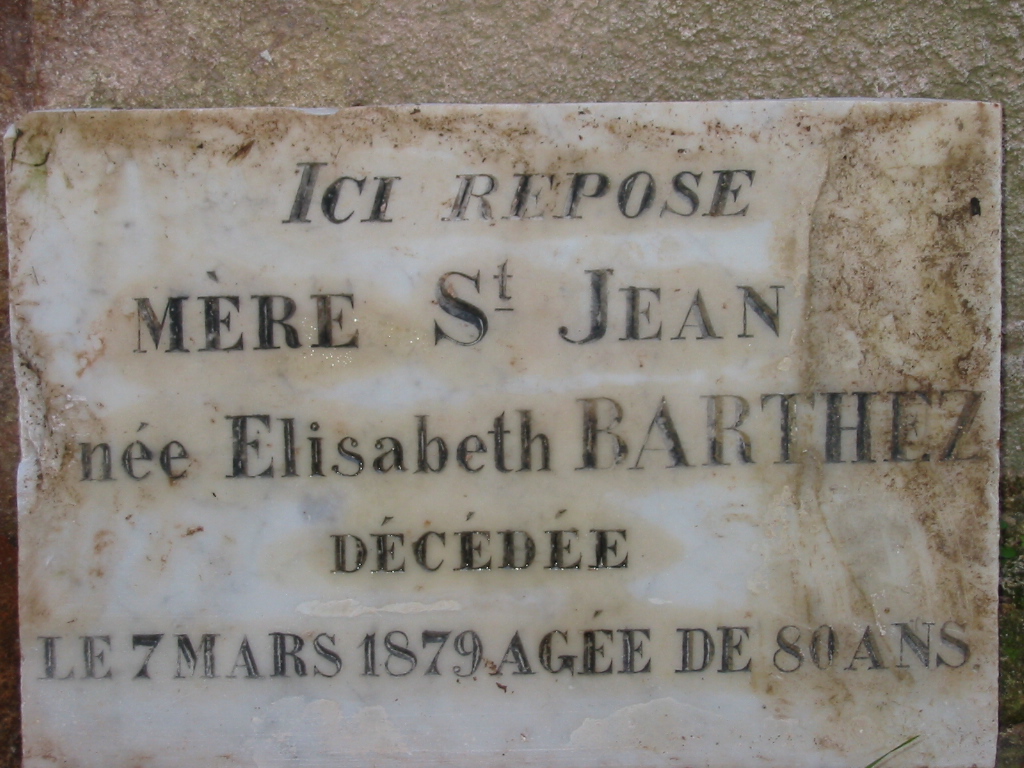 ICI REPOSE
MÈRE St JEAN
née Elisabeth BARTHEZ
DÉCÉDÉE
LE 7 MARS 1879 AGÉE DE 80 ANS